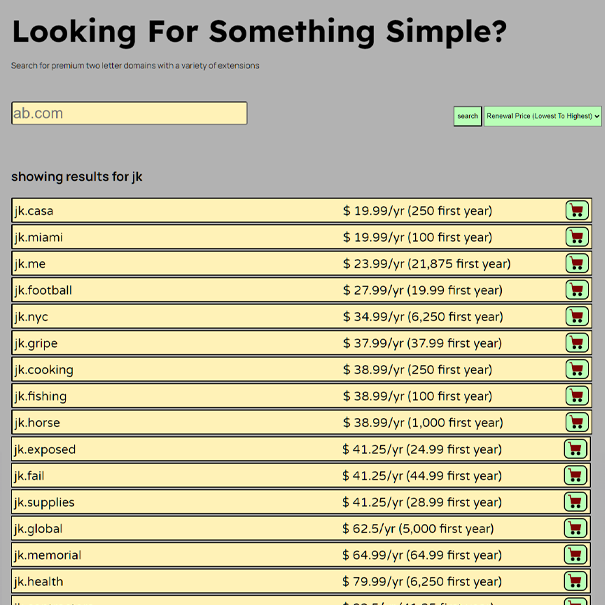 Looking For Something Simple?
Search for premium two letter domains with a variety of extensions
ab.com
search
Renewal Price (Lowest To Highest)
showing results for jk
jk.casa $ 19.99/yr (250 first year)
jk.miami $ 19.99/yr (100 first year)
jk.me $ 23.99/yr (21,875 first year)
jk.football $ 27.99/yr (19.99 first year)
jk.nyc $ 34.99/yr (6,250 first year)
jk.gripe $ 37.99/yr (37.99 first year)
jk.cooking $ 38.99/yr (250 first year)
jk.fishing $ 38.99/yr (100 first year)
jk.horse $ 38.99/yr (1,000 first year)
jk.exposed $ 41.25/yr (24.99 first year)
jk.fail $ 41.25/yr (44.99 first year)
jk.supplies $ 41.25/yr (28.99 first year)
jk.global $ 62.5/yr (5,000 first year)
jk.memorial $ 64.99/yr (64.99 first year)
jk.health $ 79.99/yr (6,250 first year)